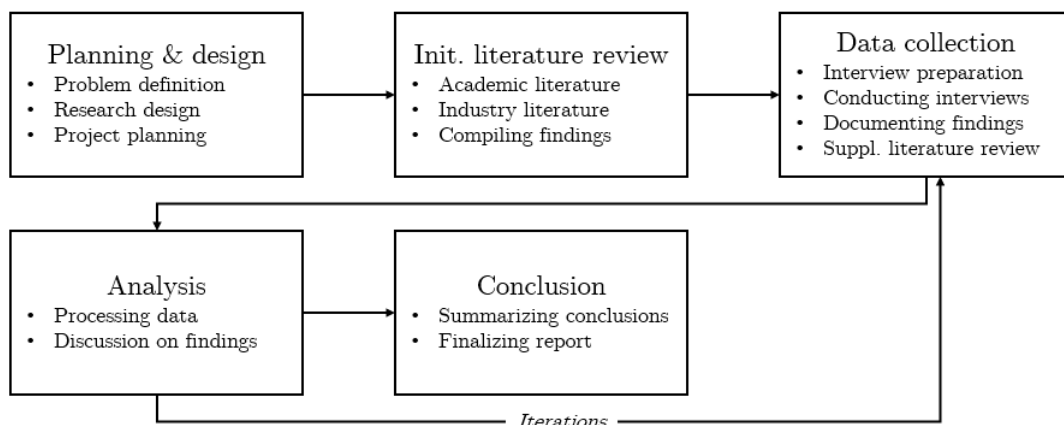 Planning & design
• Problem definition
• Research design
• Project planning
Init. literature review
• Academic literature
• Industry literature
• Compiling findings
Data collection
• Interview preparation
• Conducting interviews
• Documenting findings
• Suppl. literature review
Analysis
• Processing data
• Discussion on findings
Conclusion
• Summarizing conclusions
• Finalizing report
Iterations